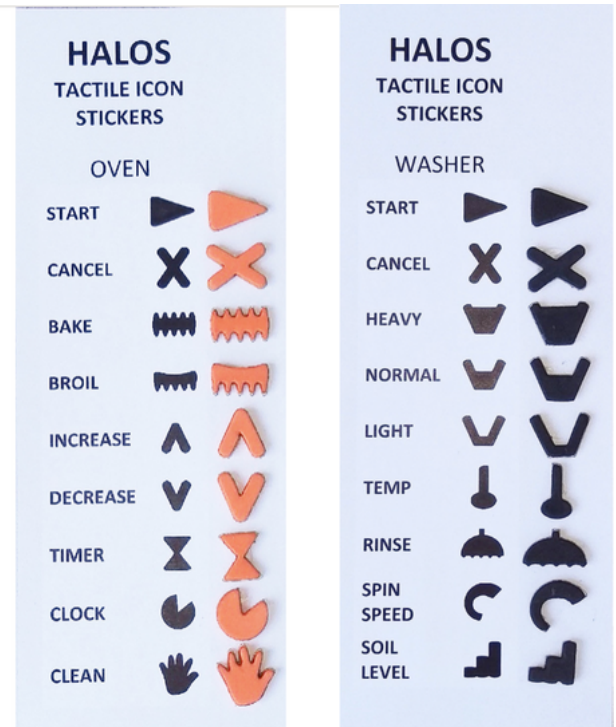 HALOS
TACTILE ICON
STICKERS
OVEN
START
CANCEL
BAKE
BROIL
INCREASE
DECREASE
TIMER
CLOCK
CLEAN
HALOS
TACTILE ICON
STICKERS
WASHER
START
CANCEL
HEAVY
NORMAL
LIGHT
TEMP
RINSE
SPIN
SPEED
SOIL
LEVEL